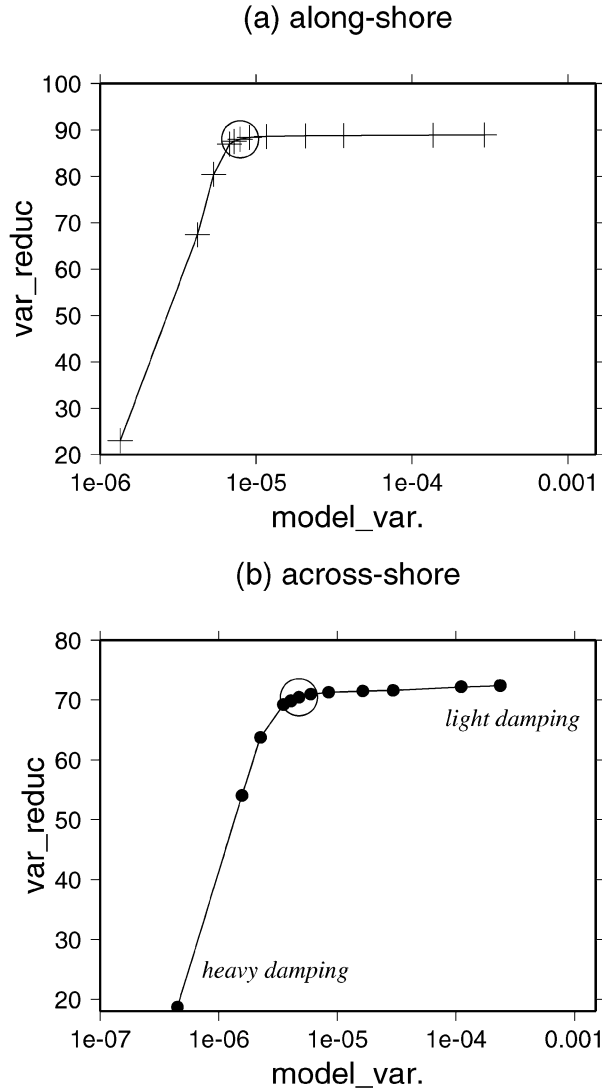 (a) along-shore
100
90
80
70
60
50
40
30
20
var_reduc
1e-06 1e-05 1e-04 0.001
model_var.
(b) across-shore
80
70
60
50
40
30
20
var_reduc
light damping
heavy damping
1e-07 1e-06 1e-05 1e-04 0.001
model_var.